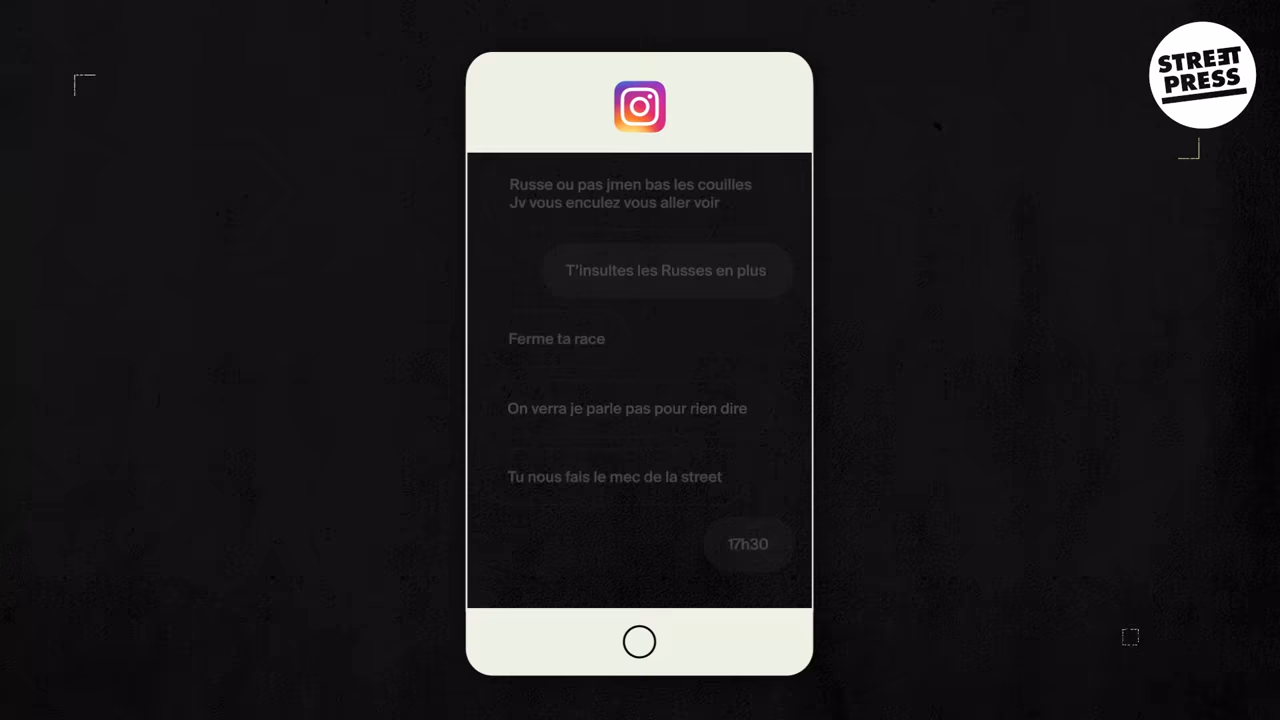 STREET
PRESS
Russe ou pas jmen bas les couilles
Jv vous enculez vous aller voir
T'insultes les Russes en plus
Ferme ta race
On verra je parle pas pour rien dire
Tu nous fais le mec de la street
17h30